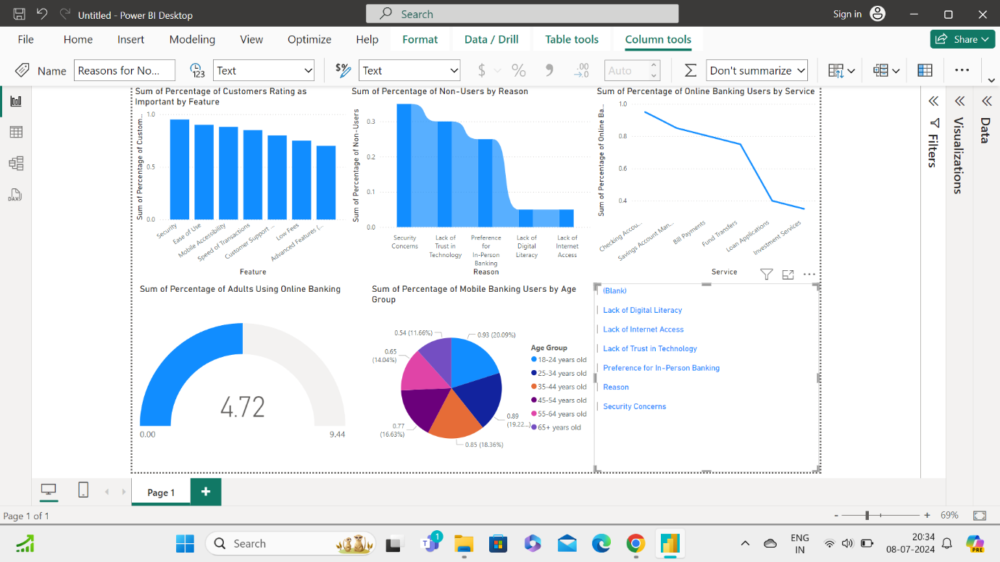 Untitled - Power BI Desktop
Search
Sign in
File Home Insert Modeling View Optimize Help Format Data / Drill Table tools Column tools
Share
Name Reasons for No...
123 Text
$% Text
$ % 9 .00 →0 Auto
Σ Don't summarize
...
Sum of Percentage of Customers Rating as
Important by Feature
Sum of Percentage of Custom...
1.0
0.5
0.0
Security
Ease of Use
Mobile Accessibility
Speed of Transactions
Customer Support ...
Low Fees
Advanced Features (...
Feature
Sum of Percentage of Non-Users by Reason
Sum of Percentage of Non-Users
0.3
0.2
0.1
0.0
Security
Concerns
Lack of
Trust in
Technology
Preference
for
In-Person
Banking
Lack of
Digital
Literacy
Lack of
Internet
Access
Reason
Sum of Percentage of Online Banking Users by Service
Sum of Percentage of Online Ba...
1.0
0.8
0.6
0.4
Checking Accou...
Savings Account Man...
Bill Payments
Fund Transfers
Loan Applications
Investment Services
Service
Sum of Percentage of Adults Using Online Banking
4.72
0.00
9.44
Sum of Percentage of Mobile Banking Users by Age
Group
0.54 (11.66%)
0.93 (20.09%)
0.65
(14.04%)
0.89
(19.22...)
0.77
(16.63%)
0.85 (18.36%)
Age Group
18-24 years old
25-34 years old
35-44 years old
45-54 years old
55-64 years old
65+ years old
(Blank)
Lack of Digital Literacy
Lack of Internet Access
Lack of Trust in Technology
Preference for In-Person Banking
Reason
Security Concerns
Filters
Visualizations
Data
DAX
Page 1
+
Page 1 of 1
- + 69%
Search
T 1
ENG
IN
20:34
08-07-2024
PRE